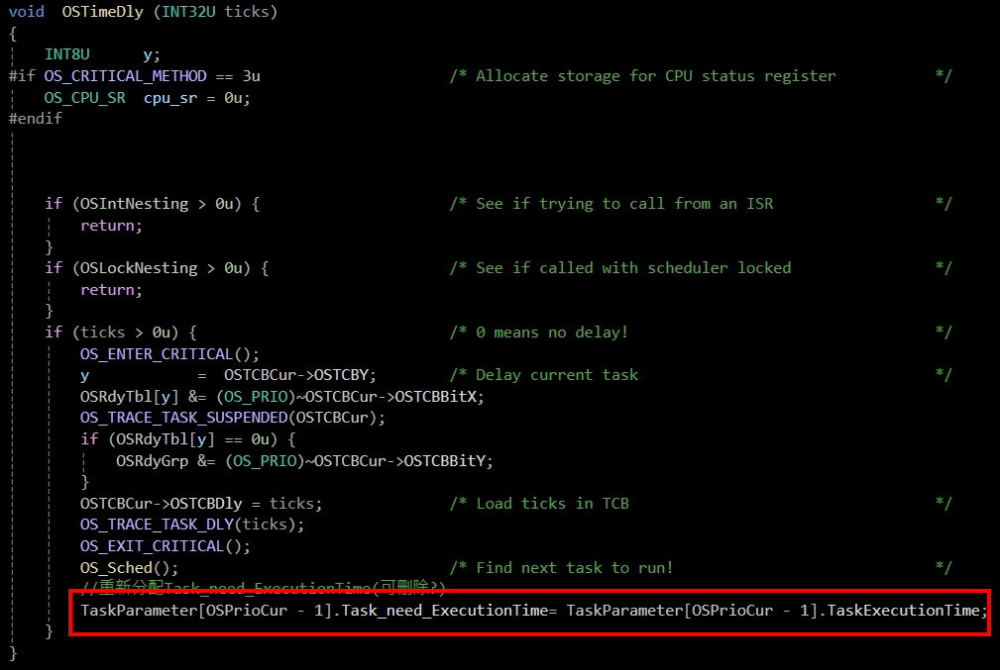 void  OSTimeDly (INT32U ticks)
{
    INT8U      y;
#if OS_CRITICAL_METHOD == 3u                     /* Allocate storage for CPU status register           */
    OS_CPU_SR  cpu_sr = 0u;
#endif
    if (OSIntNesting > 0u) {                     /* See if trying to call from an ISR                  */
        return;
    }
    if (OSLockNesting > 0u) {                    /* See if called with scheduler locked                */
        return;
    }
    if (ticks > 0u) {                            /* 0 means no delay!                                  */
        OS_ENTER_CRITICAL();
        y            =  OSTCBCur->OSTCBY;        /* Delay current task                                 */
        OSRdyTbl[y] &= (OS_PRIO)~OSTCBCur->OSTCBBitX;
        OS_TRACE_TASK_SUSPENDED(OSTCBCur);
        if (OSRdyTbl[y] == 0u) {
            OSRdyGrp &= (OS_PRIO)~OSTCBCur->OSTCBBitY;
        }
        OSTCBCur->OSTCBDly = ticks;              /* Load ticks in TCB                                  */
        OS_TRACE_TASK_DLY(ticks);
        OS_EXIT_CRITICAL();
        OS_Sched();                              /* Find next task to run!                             */
        //重新分配Task_need_ExecutionTime(可删除?)
        TaskParameter[OSPrioCur - 1].Task_need_ExecutionTime= TaskParameter[OSPrioCur - 1].TaskExecutionTime;
    }
}